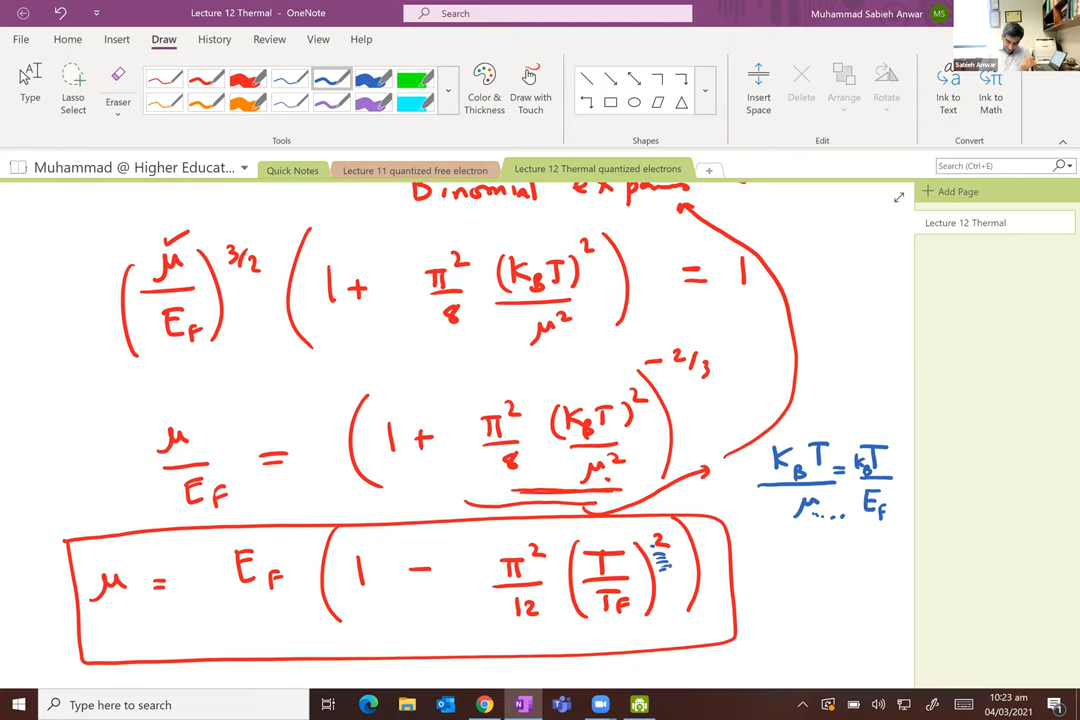 Lecture 12 Thermal - OneNote
Search
Muhammad Sabieh Anwar
MS
Sabieh Anwar
File Home Insert Draw History Review View Help
Type
Lasso Select
Eraser
Color & Thickness
Draw with Touch
Insert Space
Delete
Arrange
Rotate
Ink to Text
Ink to Math
Tools
Shapes
Edit
Convert
Muhammad @ Higher Educat...
Quick Notes
Lecture 11 quantized free electron
Lecture 12 Thermal quantized electrons
Search (Ctrl+E)
Add Page
Lecture 12 Thermal
Binomial expans
(μ/E_F)^3/2 (1 + π²/8 (K_BT)²/μ²) = 1
μ/E_F = (1 + π²/8 (K_BT)²/μ²)^-2/3
K_BT/μ.... = K_BT/E_F
μ = E_F (1 - π²/12 (T/T_F)²)
Type here to search
10:23 am
04/03/2021